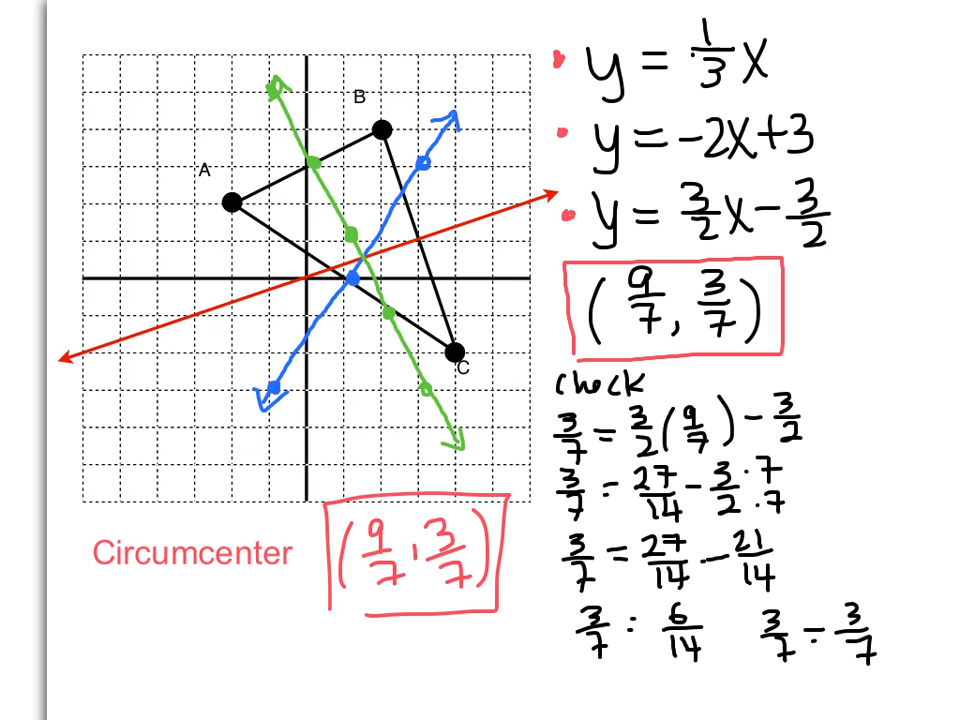 • y = 1/3 x
B
• y = -2x+3
A
• y = 3/2 x - 3/2
( 9/7 , 3/7 )
C
check
3/7 = 3/2 ( 9/7 ) - 3/2
3/7 = 27/14 - 3/2 · 7/·7
Circumcenter ( 9/7 , 3/7 )
3/7 = 27/14 - 21/14
3/7 = 6/14 3/7 = 3/7